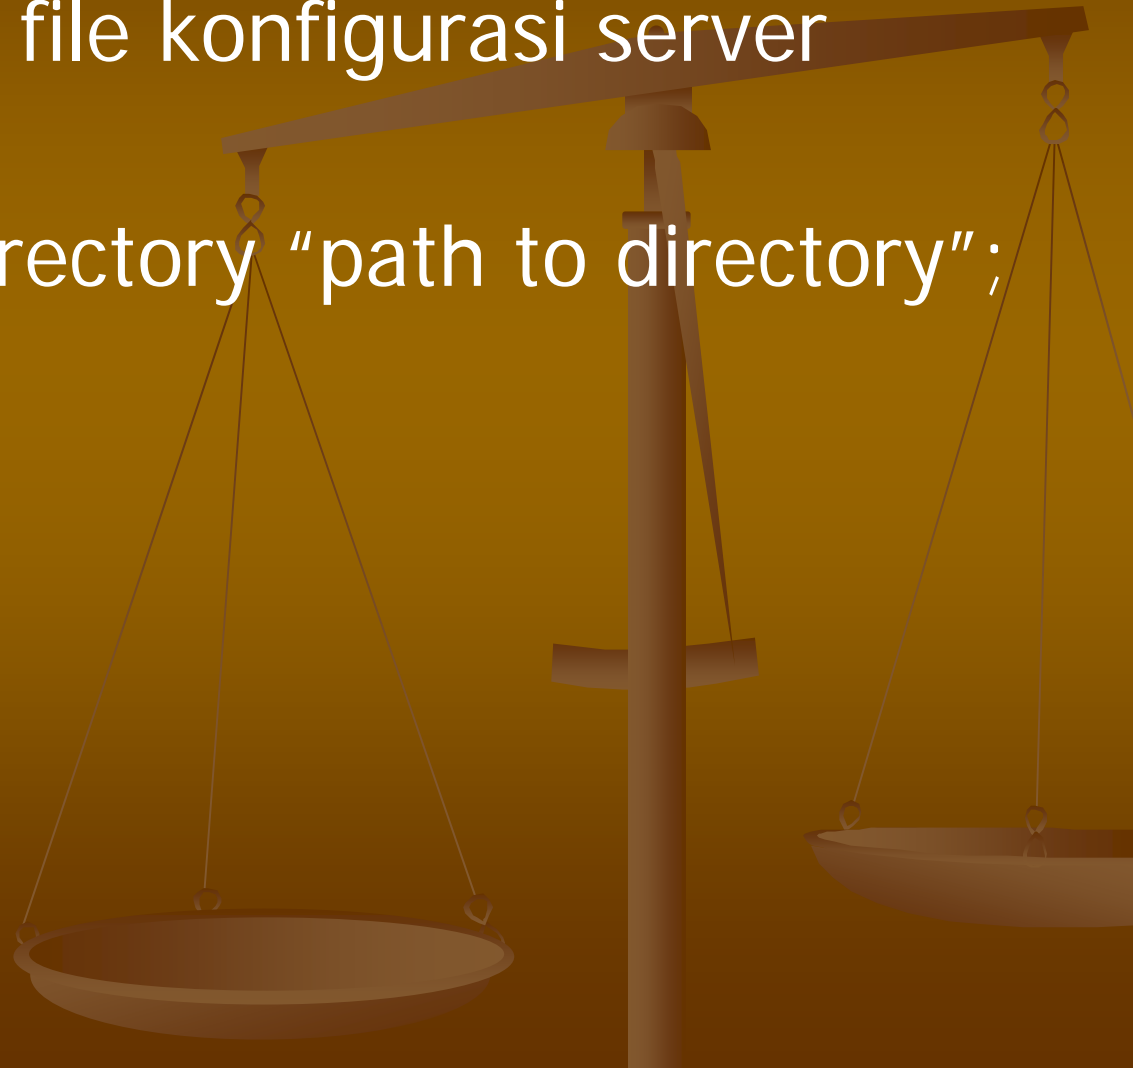 file konfigurasi server
rectory “path to directory”;